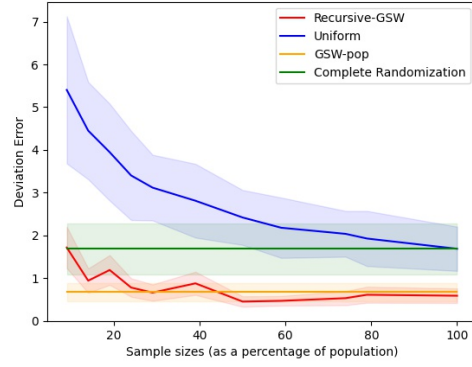 Recursive-GSW
Uniform
GSW-pop
Complete Randomization
Deviation Error
7
6
5
4
3
2
1
0
20
40
60
80
100
Sample sizes (as a percentage of population)